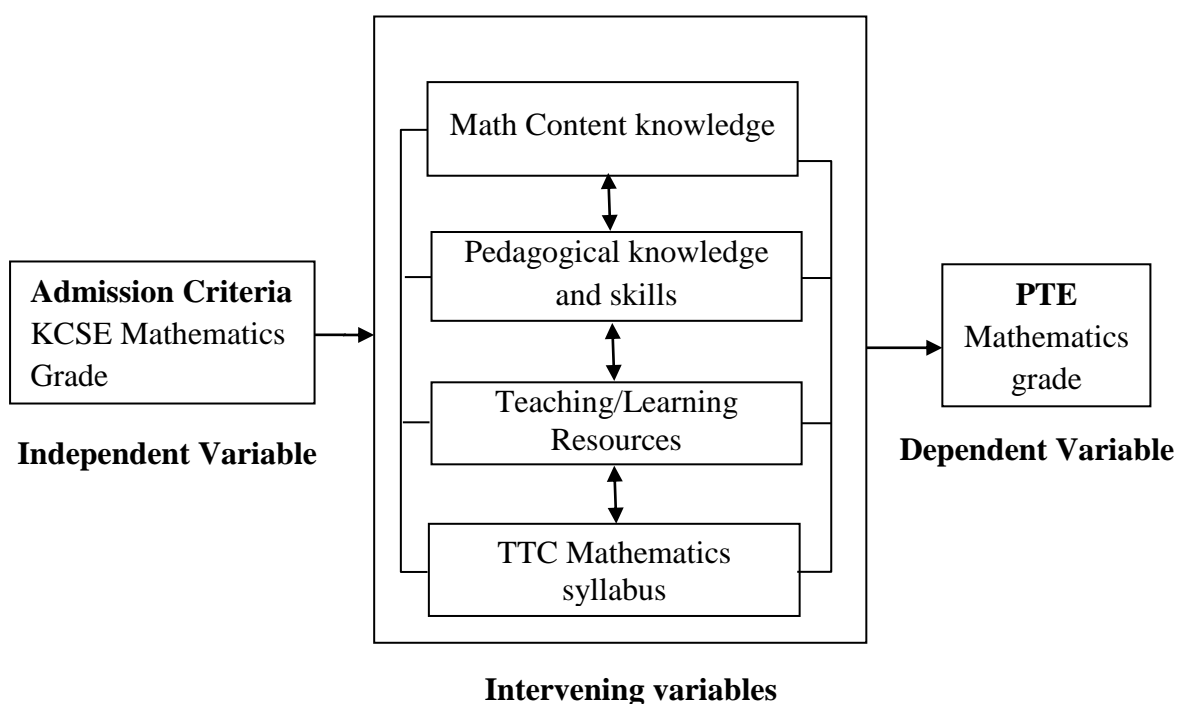 Admission Criteria
KCSE Mathematics
Grade
Independent Variable
Math Content knowledge
Pedagogical knowledge
and skills
Teaching/Learning
Resources
TTC Mathematics
syllabus
Intervening variables
PTE
Mathematics
grade
Dependent Variable